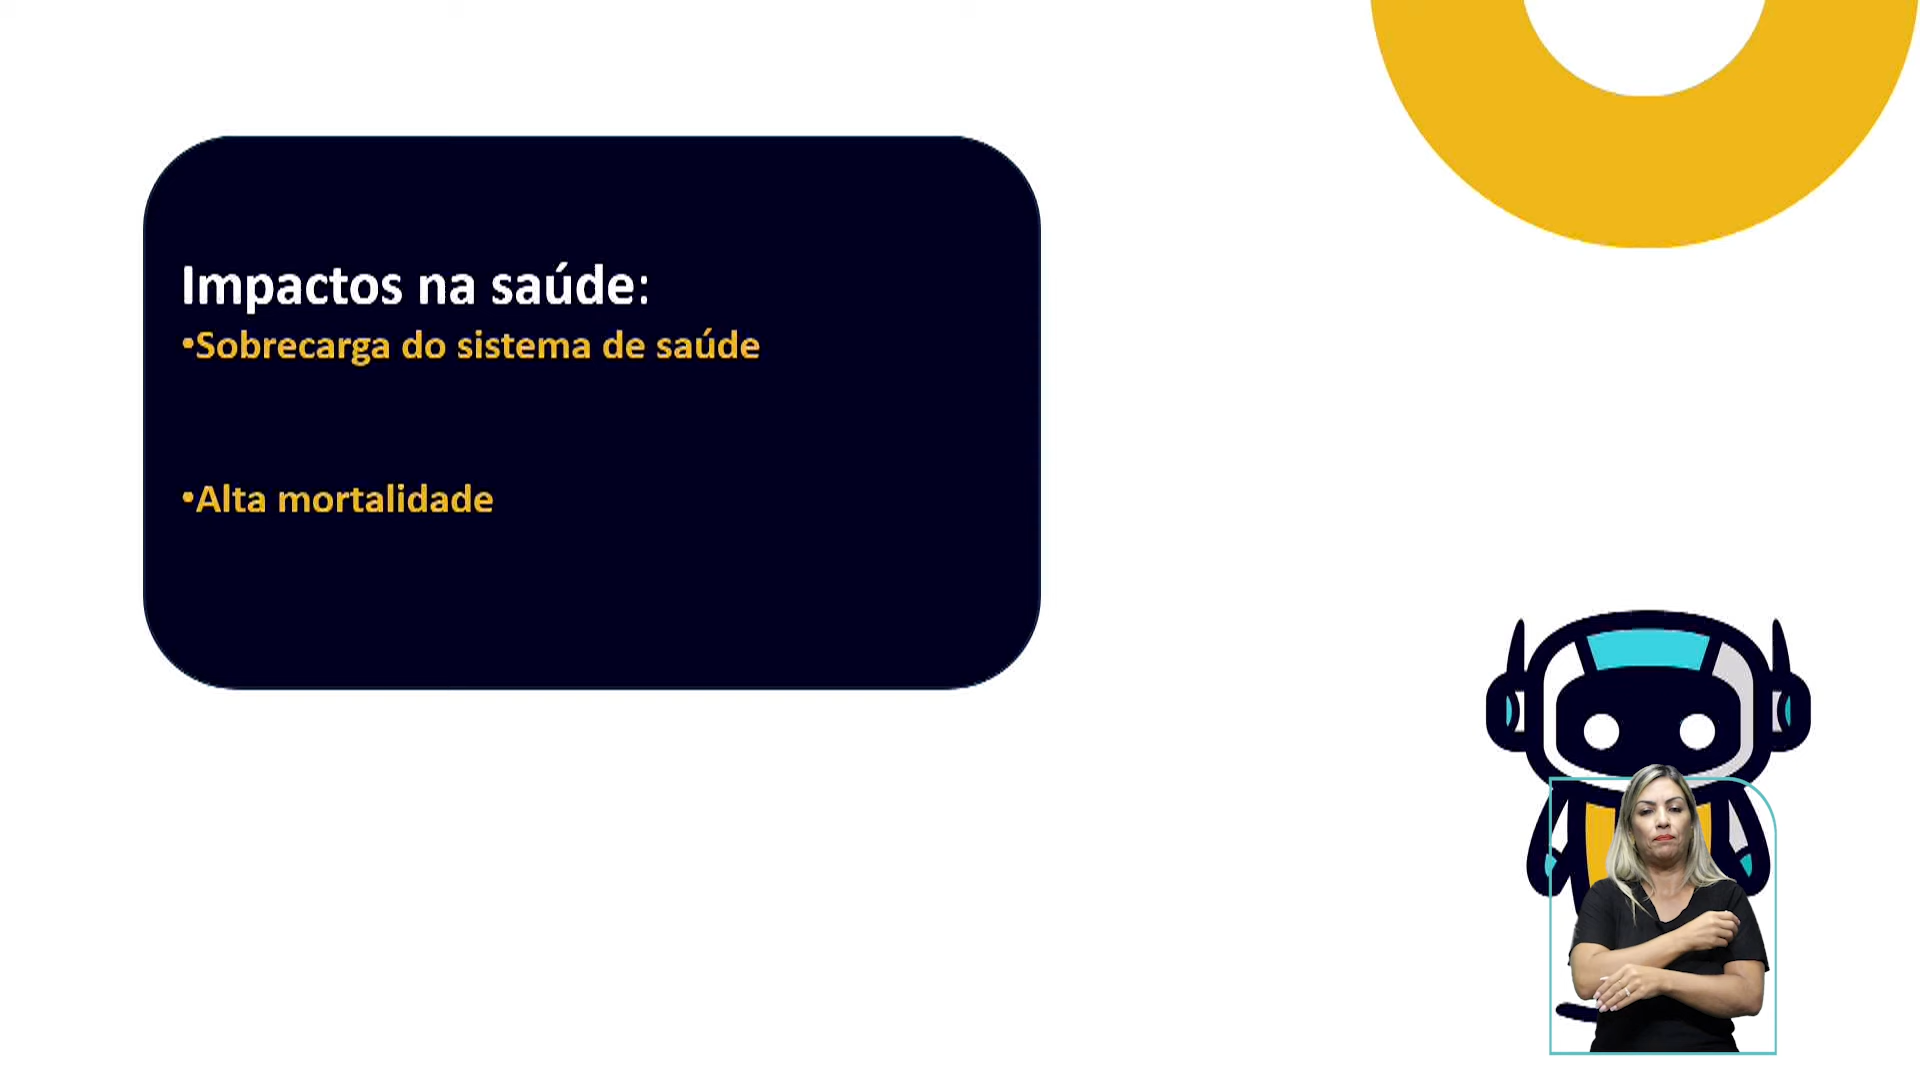 Impactos na saúde:
•Sobrecarga do sistema de saúde
•Alta mortalidade